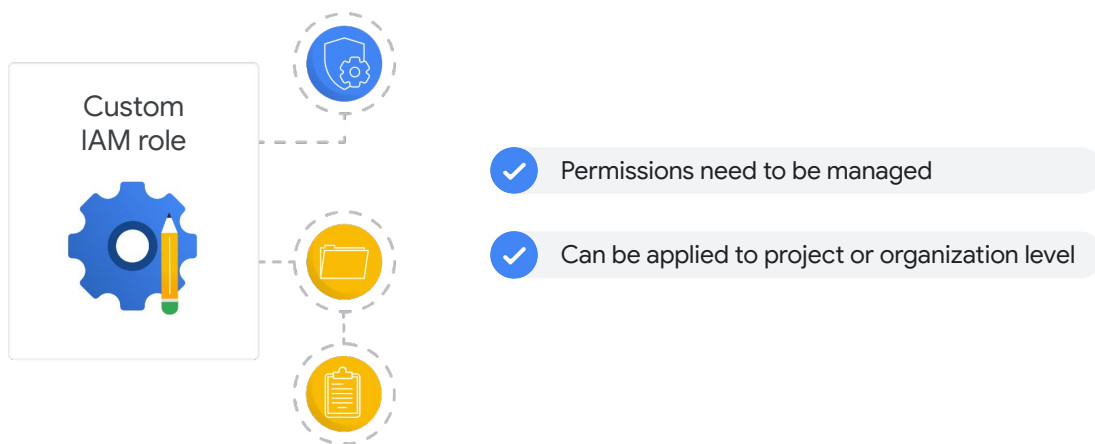 Custom
IAM role
Permissions need to be managed
Can be applied to project or organization level